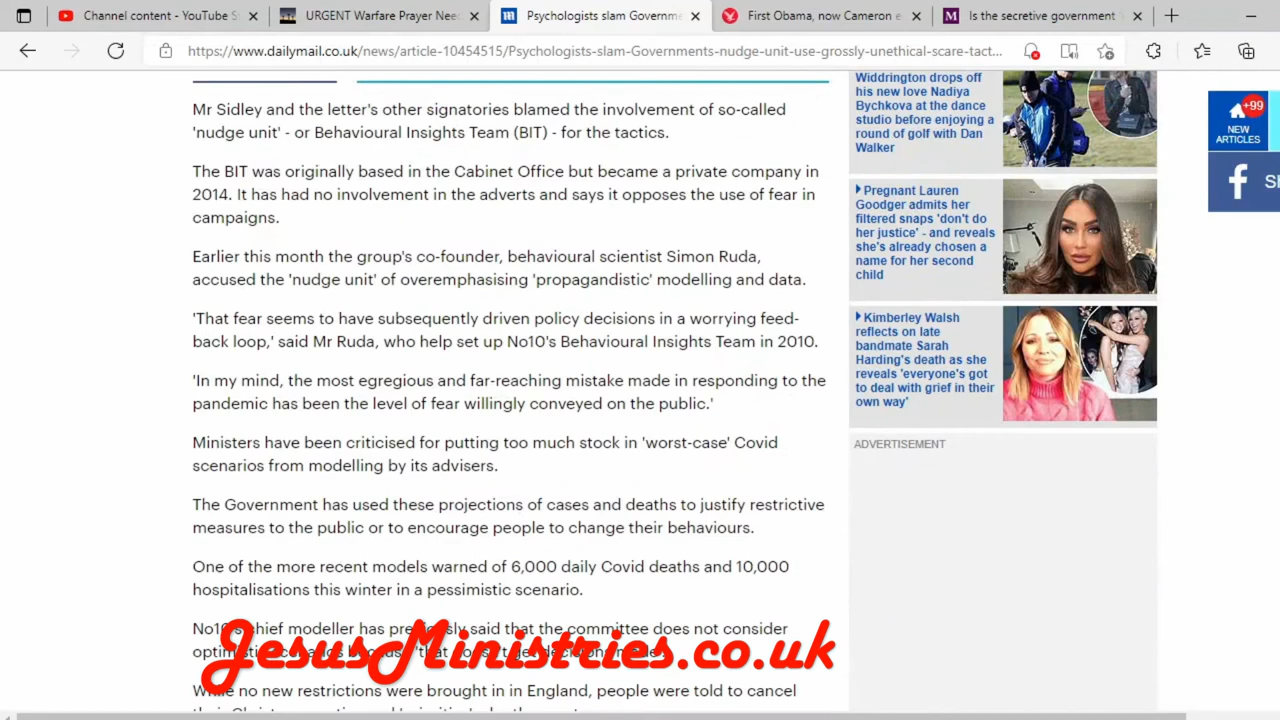 Channel content - YouTube S
URGENT Warfare Prayer Nee
Psychologists slam Governme
First Obama, now Cameron e
Is the secretive government
https://www.dailymail.co.uk/news/article-10454515/Psychologists-slam-Governments-nudge-unit-use-grossly-unethical-scare-tact...
Mr Sidley and the letter's other signatories blamed the involvement of so-called
'nudge unit' - or Behavioural Insights Team (BIT) - for the tactics.
The BIT was originally based in the Cabinet Office but became a private company in
2014. It has had no involvement in the adverts and says it opposes the use of fear in
campaigns.
Earlier this month the group's co-founder, behavioural scientist Simon Ruda,
accused the 'nudge unit' of overemphasising 'propagandistic' modelling and data.
'That fear seems to have subsequently driven policy decisions in a worrying feed-
back loop,' said Mr Ruda, who help set up No10's Behavioural Insights Team in 2010.
'In my mind, the most egregious and far-reaching mistake made in responding to the
pandemic has been the level of fear willingly conveyed on the public.'
Ministers have been criticised for putting too much stock in 'worst-case' Covid
scenarios from modelling by its advisers.
The Government has used these projections of cases and deaths to justify restrictive
measures to the public or to encourage people to change their behaviours.
One of the more recent models warned of 6,000 daily Covid deaths and 10,000
hospitalisations this winter in a pessimistic scenario.
chief modeller has previously said that the committee does not consider
JesusMinistries.co.uk
While no new restrictions were brought in in England, people were told to cancel
Widdrington drops off
his new love Nadiya
Bychkova at the dance
studio before enjoying a
round of golf with Dan
Walker
Pregnant Lauren
Goodger admits her
filtered snaps 'don't do
her justice' - and reveals
she's already chosen a
name for her second
child
Kimberley Walsh
reflects on late
bandmate Sarah
Harding's death as she
reveals 'everyone's got
to deal with grief in their
own way'
ADVERTISEMENT
+99
NEW
ARTICLES
f